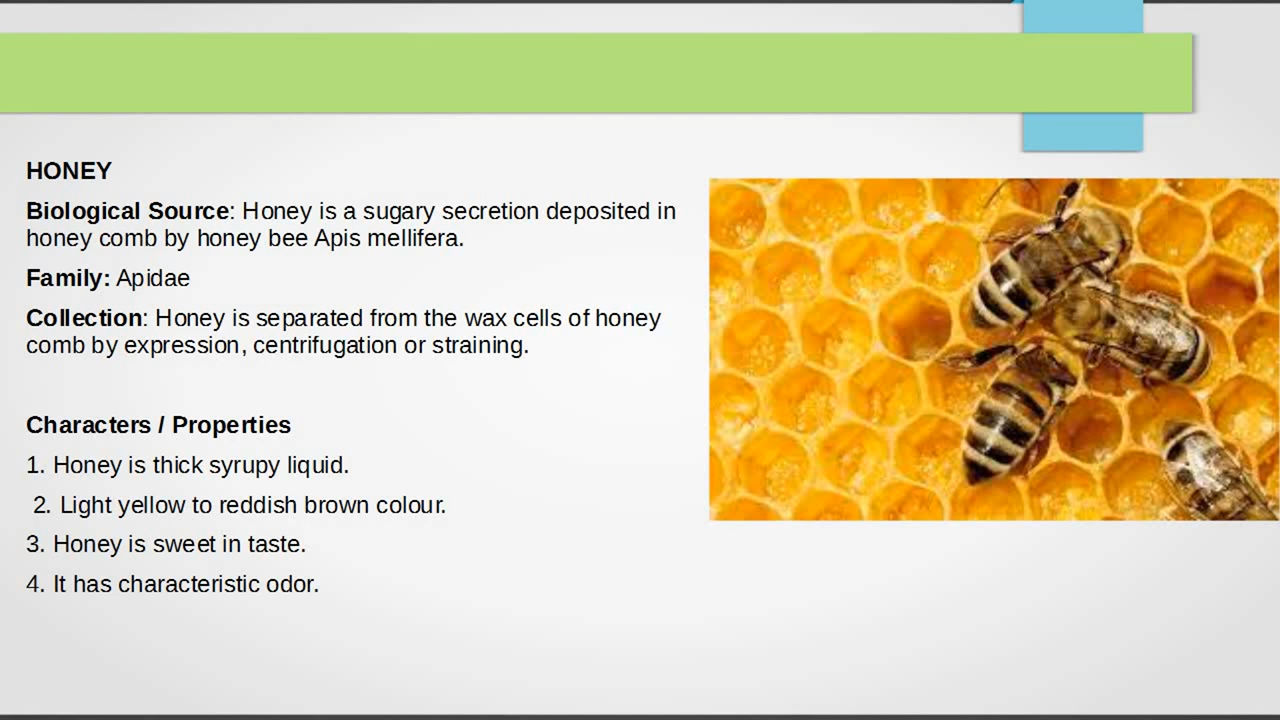 HONEY
Biological Source: Honey is a sugary secretion deposited in
honey comb by honey bee Apis mellifera.
Family: Apidae
Collection: Honey is separated from the wax cells of honey
comb by expression, centrifugation or straining.
Characters / Properties
1. Honey is thick syrupy liquid.
2. Light yellow to reddish brown colour.
3. Honey is sweet in taste.
4. It has characteristic odor.